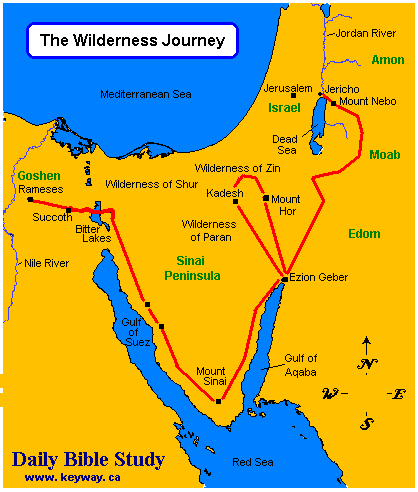 The Wilderness Journey
Jordan River
Amon
Mediterranean Sea
Jerusalem
Jericho
Israel
Mount Nebo
Dead
Sea
Moab
Goshen
Rameses
Wilderness of Shur
Wilderness of Zin
Kadesh
Mount
Hor
Succoth
Bitter
Lakes
Wilderness
of Paran
Edom
Nile River
Sinai
Peninsula
Ezion Geber
Gulf
of
Suez
Mount
Sinai
Gulf of
Aqaba
N
W
E
S
Daily Bible Study
www.keyway.ca
Red Sea